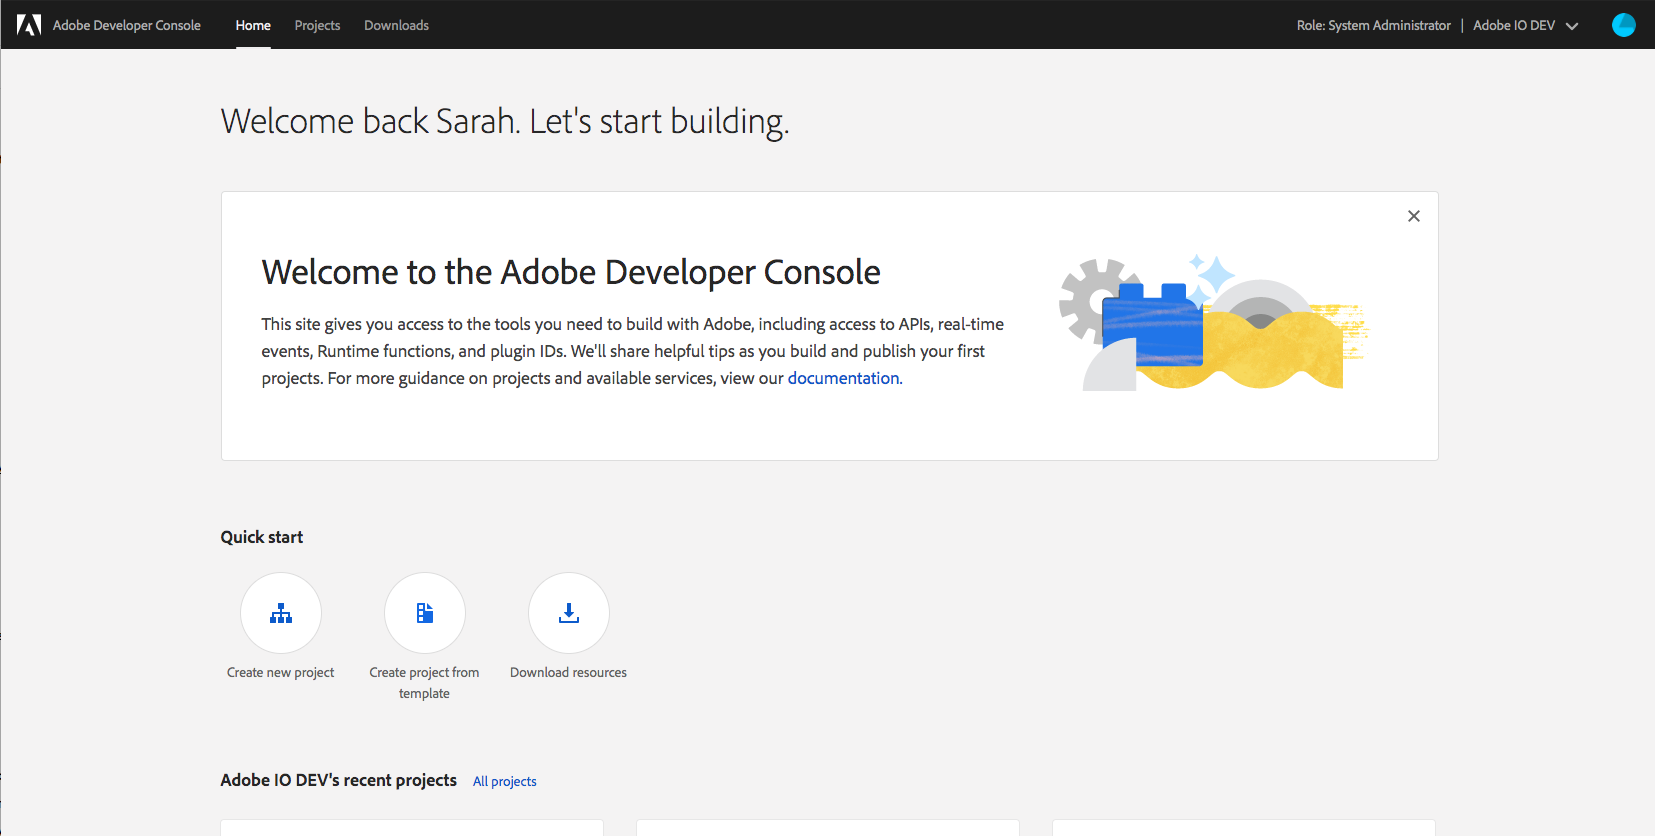 Adobe Developer Console Home Projects Downloads Role: System Administrator | Adobe IO DEV
Welcome back Sarah. Let's start building.
Welcome to the Adobe Developer Console
This site gives you access to the tools you need to build with Adobe, including access to APIs, real-time
events, Runtime functions, and plugin IDs. We'll share helpful tips as you build and publish your first
projects. For more guidance on projects and available services, view our documentation.
Quick start
Create new project
Create project from
template
Download resources
Adobe IO DEV's recent projects All projects